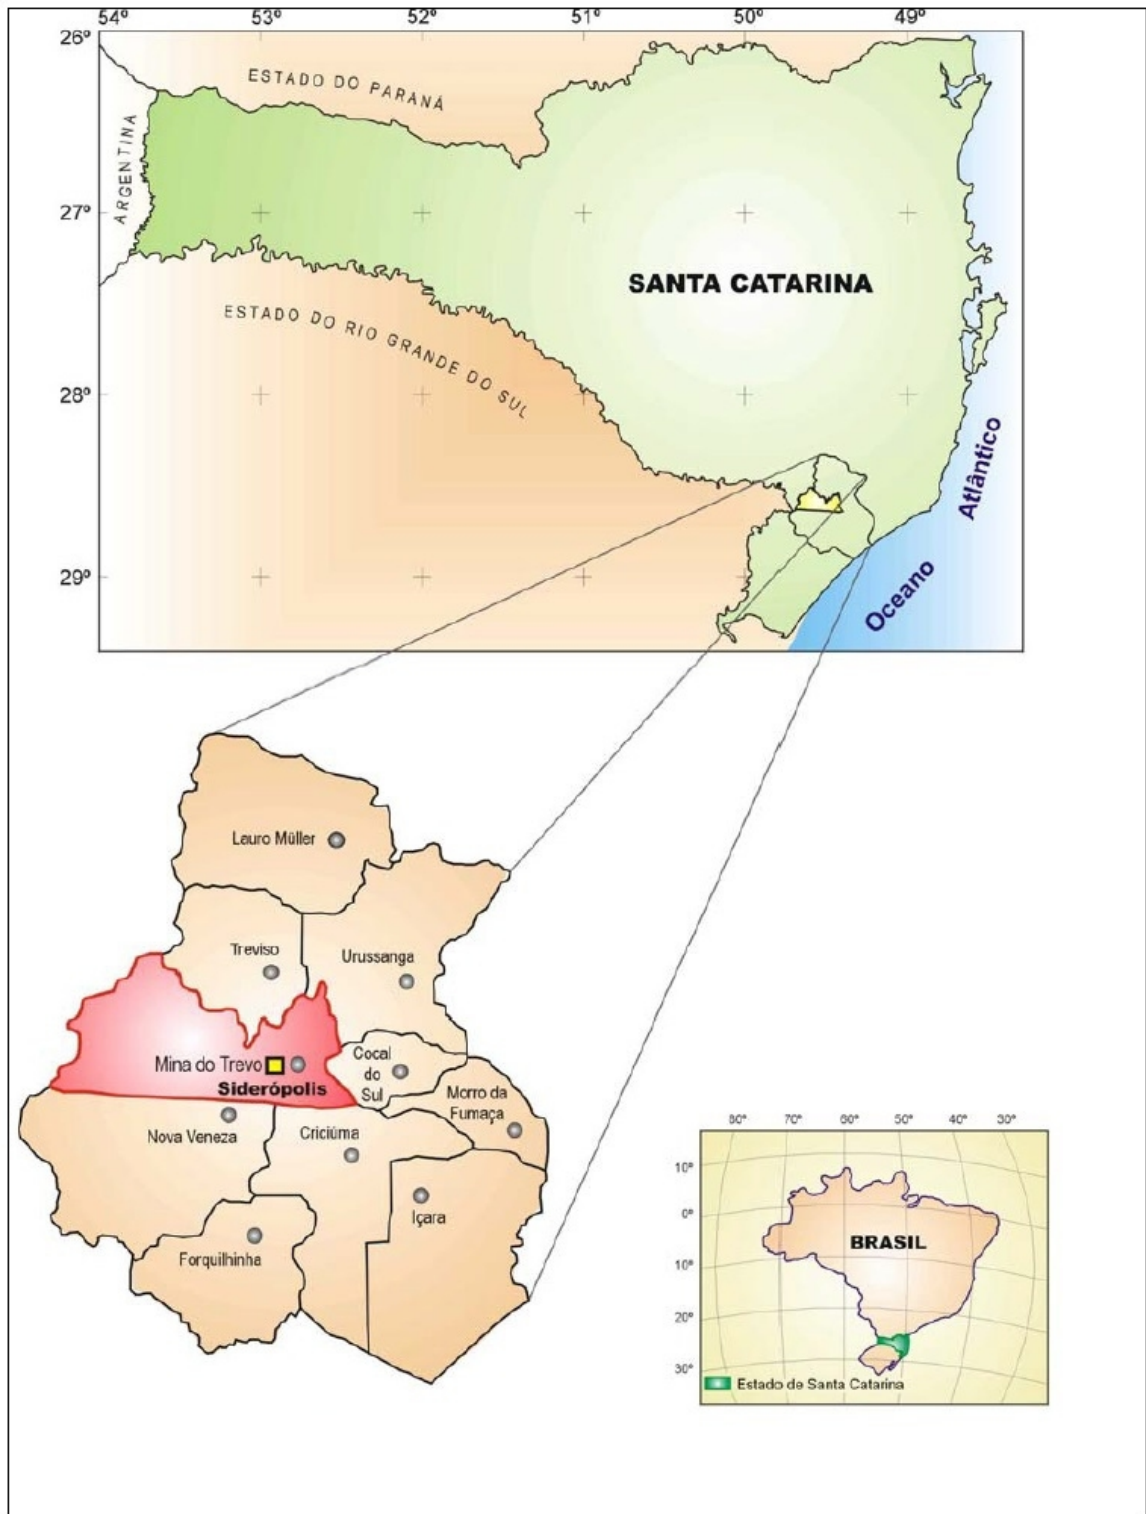 54º 53º 52º 51º 50º 49º
26º
ESTADO DO PARANÁ
ARGENTINA
27º
SANTA CATARINA
ESTADO DO RIO GRANDE DO SUL
28º
Atlântico
29º
Oceano
Lauro Müller
Treviso
Urussanga
Mina do Trevo
Siderópolis
Cocal
do
Sul
Morro da
Fumaça
Nova Veneza
Criciúma
Içara
Forquilhinha
80º 70º 60º 50º 40º 30º
10º
0º
BRASIL
10º
20º
30º
Estado de Santa Catarina